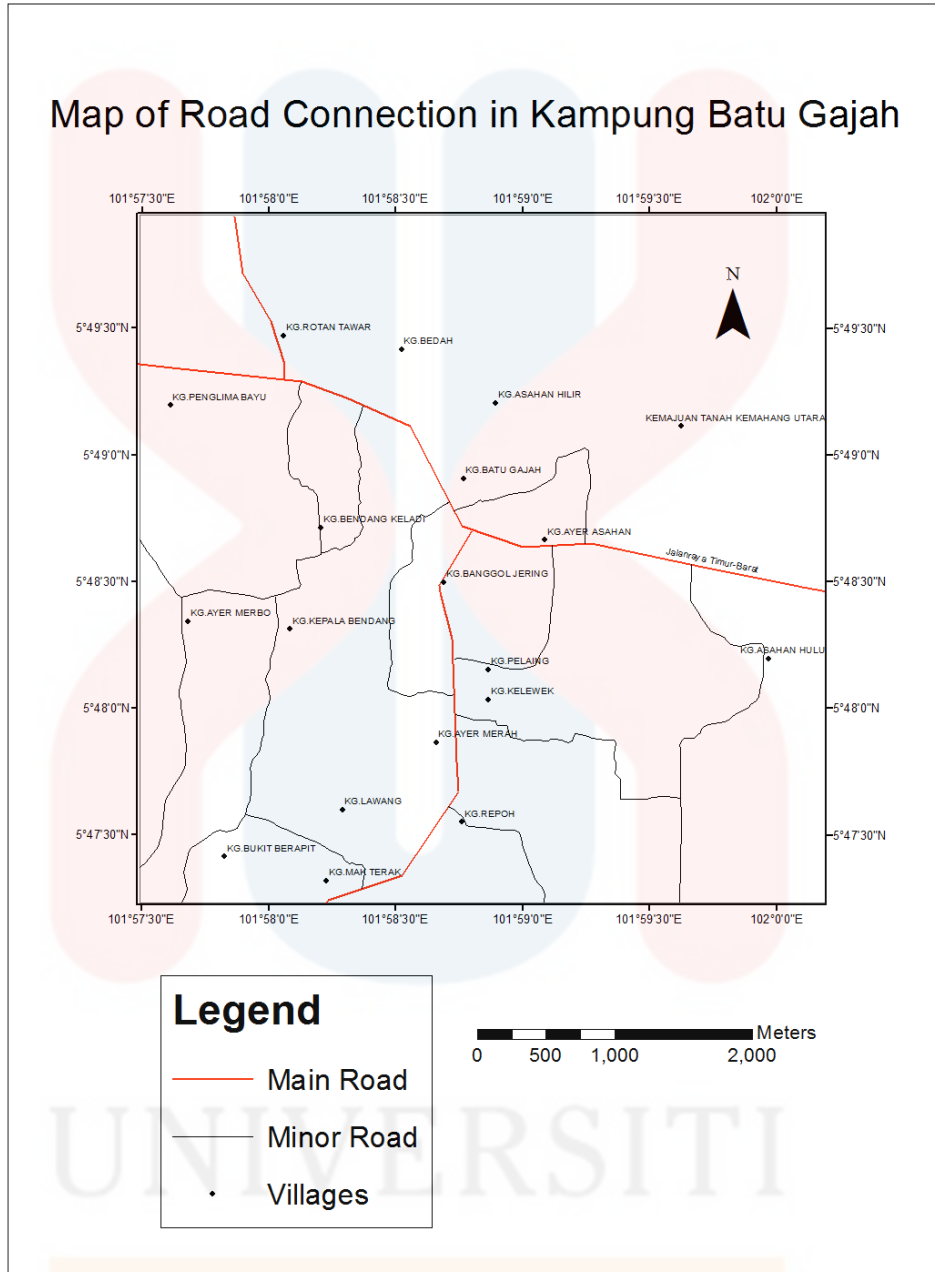 Map of Road Connection in Kampung Batu Gajah
101°57'30"E 101°58'0"E 101°58'30"E 101°59'0"E 101°59'30"E 102°0'0"E
N
5°49'30"N 5°49'30"N
KG.ROTAN TAWAR
KG.BEDAH
KG.PENGLIMA BAYU
KG.ASAHAN HILIR
KEMAJUAN TANAH KEMAHANG UTARA
5°49'0"N 5°49'0"N
KG.BATU GAJAH
KG.BENDANG KELADI
KG.AYER ASAHAN
Jalanraya Timur-Barat
5°48'30"N 5°48'30"N
KG.BANGGOL JERING
KG.AYER MERBO
KG.KEPALA BENDANG
KG.ASAHAN HULU
KG.PELAING
KG.KELEWEK
5°48'0"N 5°48'0"N
KG.AYER MERAH
KG.LAWANG
KG.REPOH
5°47'30"N 5°47'30"N
KG.BUKIT BERAPIT
KG.MAK TERAK
101°57'30"E 101°58'0"E 101°58'30"E 101°59'0"E 101°59'30"E 102°0'0"E
Legend
Main Road
Minor Road
Villages
Meters
0 500 1,000 2,000
UNIVERSITI